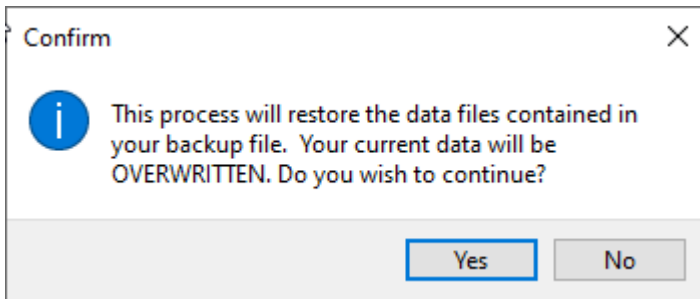 Confirm
This process will restore the data files contained in
your backup file.  Your current data will be
OVERWRITTEN. Do you wish to continue?
Yes
No